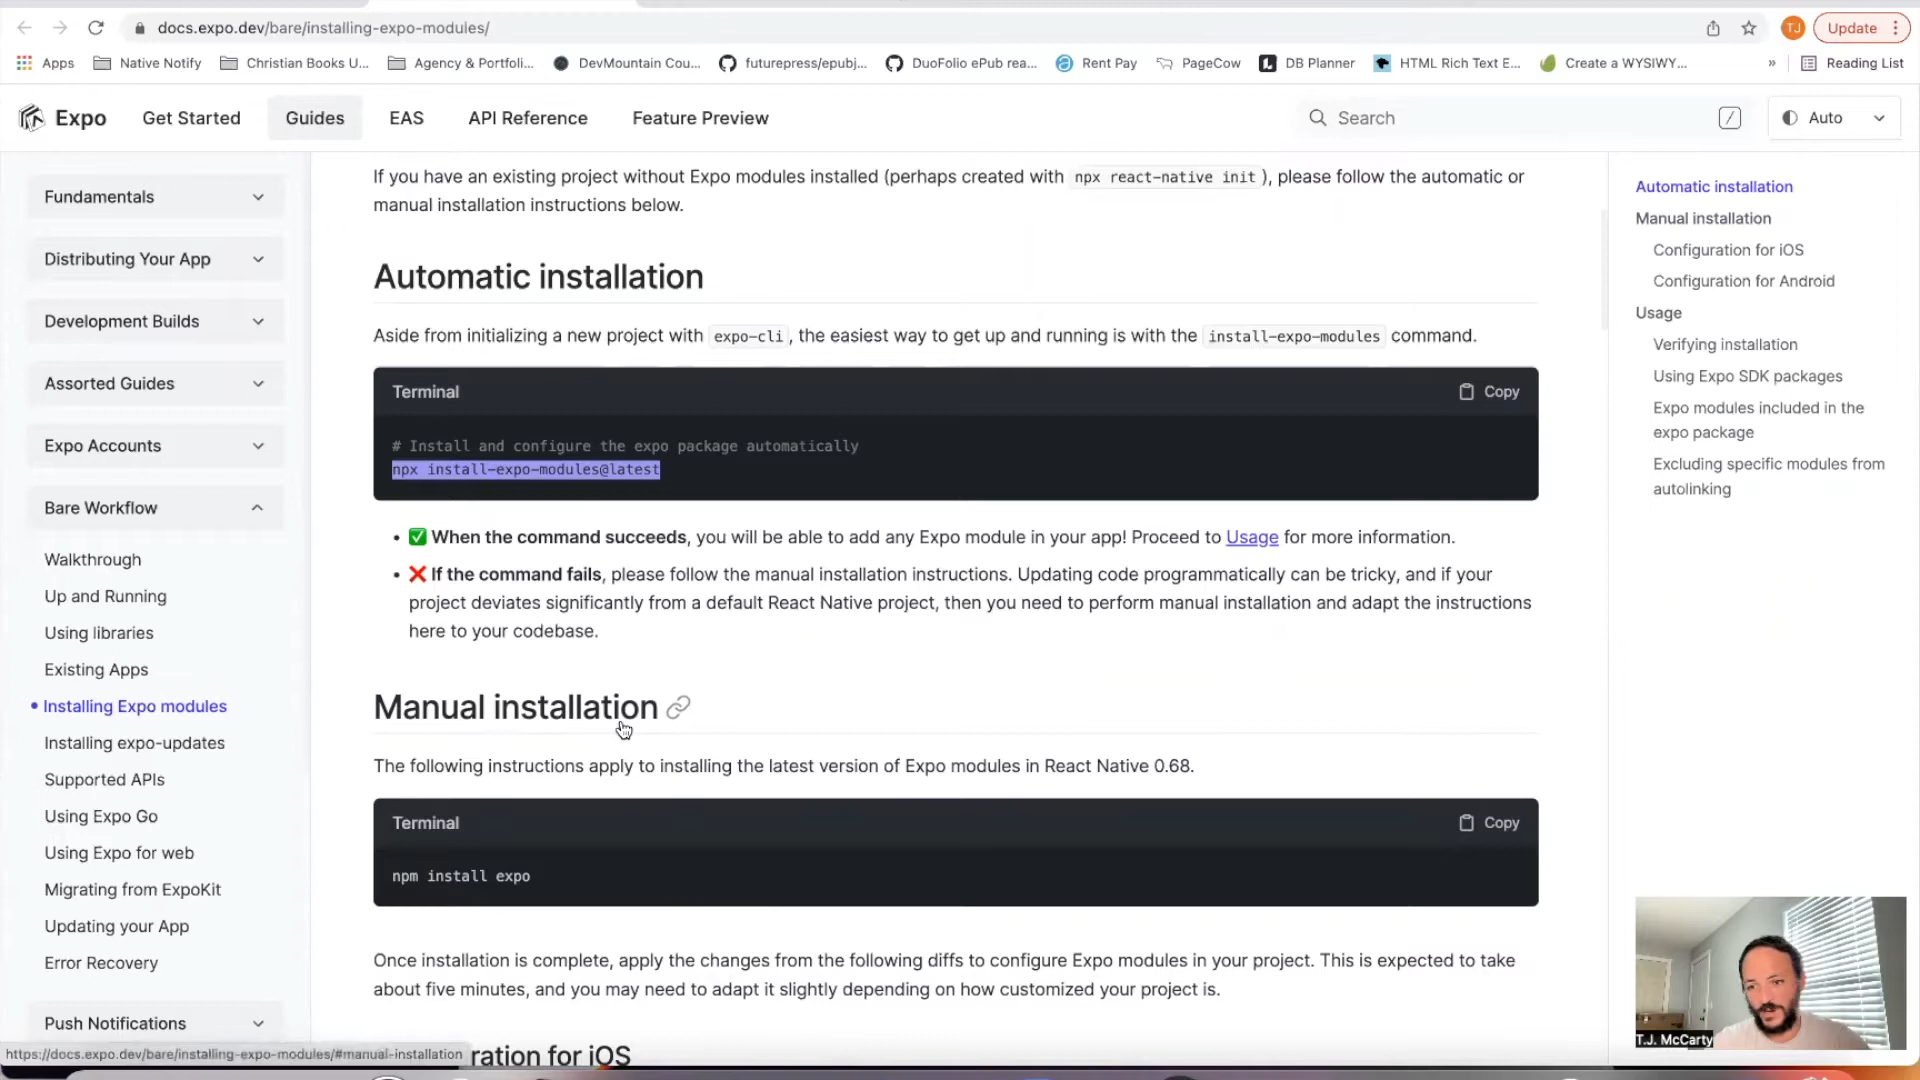 docs.expo.dev/bare/installing-expo-modules/
TJ
Update
Apps
Native Notify
Christian Books U...
Agency & Portfoli...
DevMountain Cou...
futurepress/epubj...
DuoFolio ePub rea...
Rent Pay
PageCow
DB Planner
HTML Rich Text E...
Create a WYSIWY...
»
Reading List
Expo
Get Started
Guides
EAS
API Reference
Feature Preview
Search
/
Auto
Fundamentals
Distributing Your App
Development Builds
Assorted Guides
Expo Accounts
Bare Workflow
Walkthrough
Up and Running
Using libraries
Existing Apps
• Installing Expo modules
Installing expo-updates
Supported APIs
Using Expo Go
Using Expo for web
Migrating from ExpoKit
Updating your App
Error Recovery
Push Notifications
If you have an existing project without Expo modules installed (perhaps created with npx react-native init), please follow the automatic or
manual installation instructions below.
Automatic installation
Aside from initializing a new project with expo-cli, the easiest way to get up and running is with the install-expo-modules command.
Terminal
Copy
# Install and configure the expo package automatically
npx install-expo-modules@latest
• ✅ When the command succeeds, you will be able to add any Expo module in your app! Proceed to Usage for more information.
• ❌ If the command fails, please follow the manual installation instructions. Updating code programmatically can be tricky, and if your
project deviates significantly from a default React Native project, then you need to perform manual installation and adapt the instructions
here to your codebase.
Manual installation
The following instructions apply to installing the latest version of Expo modules in React Native 0.68.
Terminal
Copy
npm install expo
Once installation is complete, apply the changes from the following diffs to configure Expo modules in your project. This is expected to take
about five minutes, and you may need to adapt it slightly depending on how customized your project is.
ration for iOS
Automatic installation
Manual installation
Configuration for iOS
Configuration for Android
Usage
Verifying installation
Using Expo SDK packages
Expo modules included in the
expo package
Excluding specific modules from
autolinking
T.J. McCarty
https://docs.expo.dev/bare/installing-expo-modules/#manual-installation